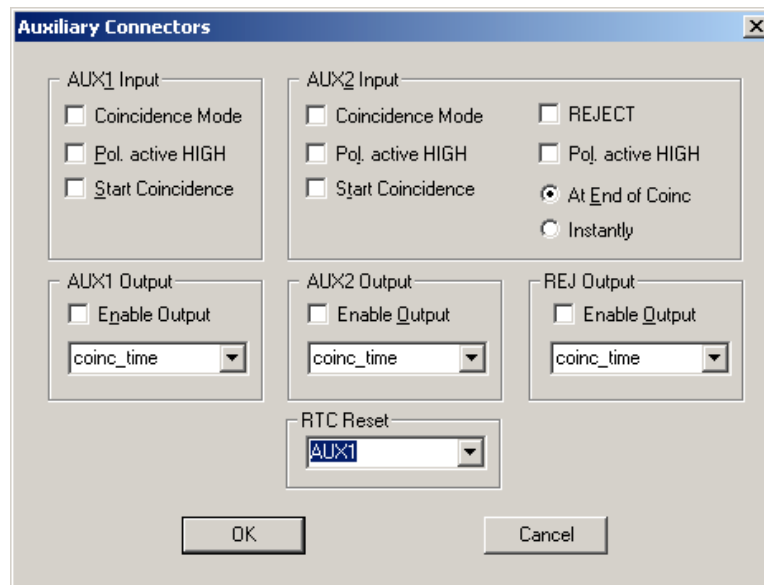 Auxiliary Connectors
AUX1 Input
Coincidence Mode
Pol. active HIGH
Start Coincidence
AUX2 Input
Coincidence Mode
Pol. active HIGH
Start Coincidence
REJECT
Pol. active HIGH
At End of Coinc
Instantly
AUX1 Output
Enable Output
coinc_time
AUX2 Output
Enable Output
coinc_time
REJ Output
Enable Output
coinc_time
RTC Reset
AUX1
OK
Cancel